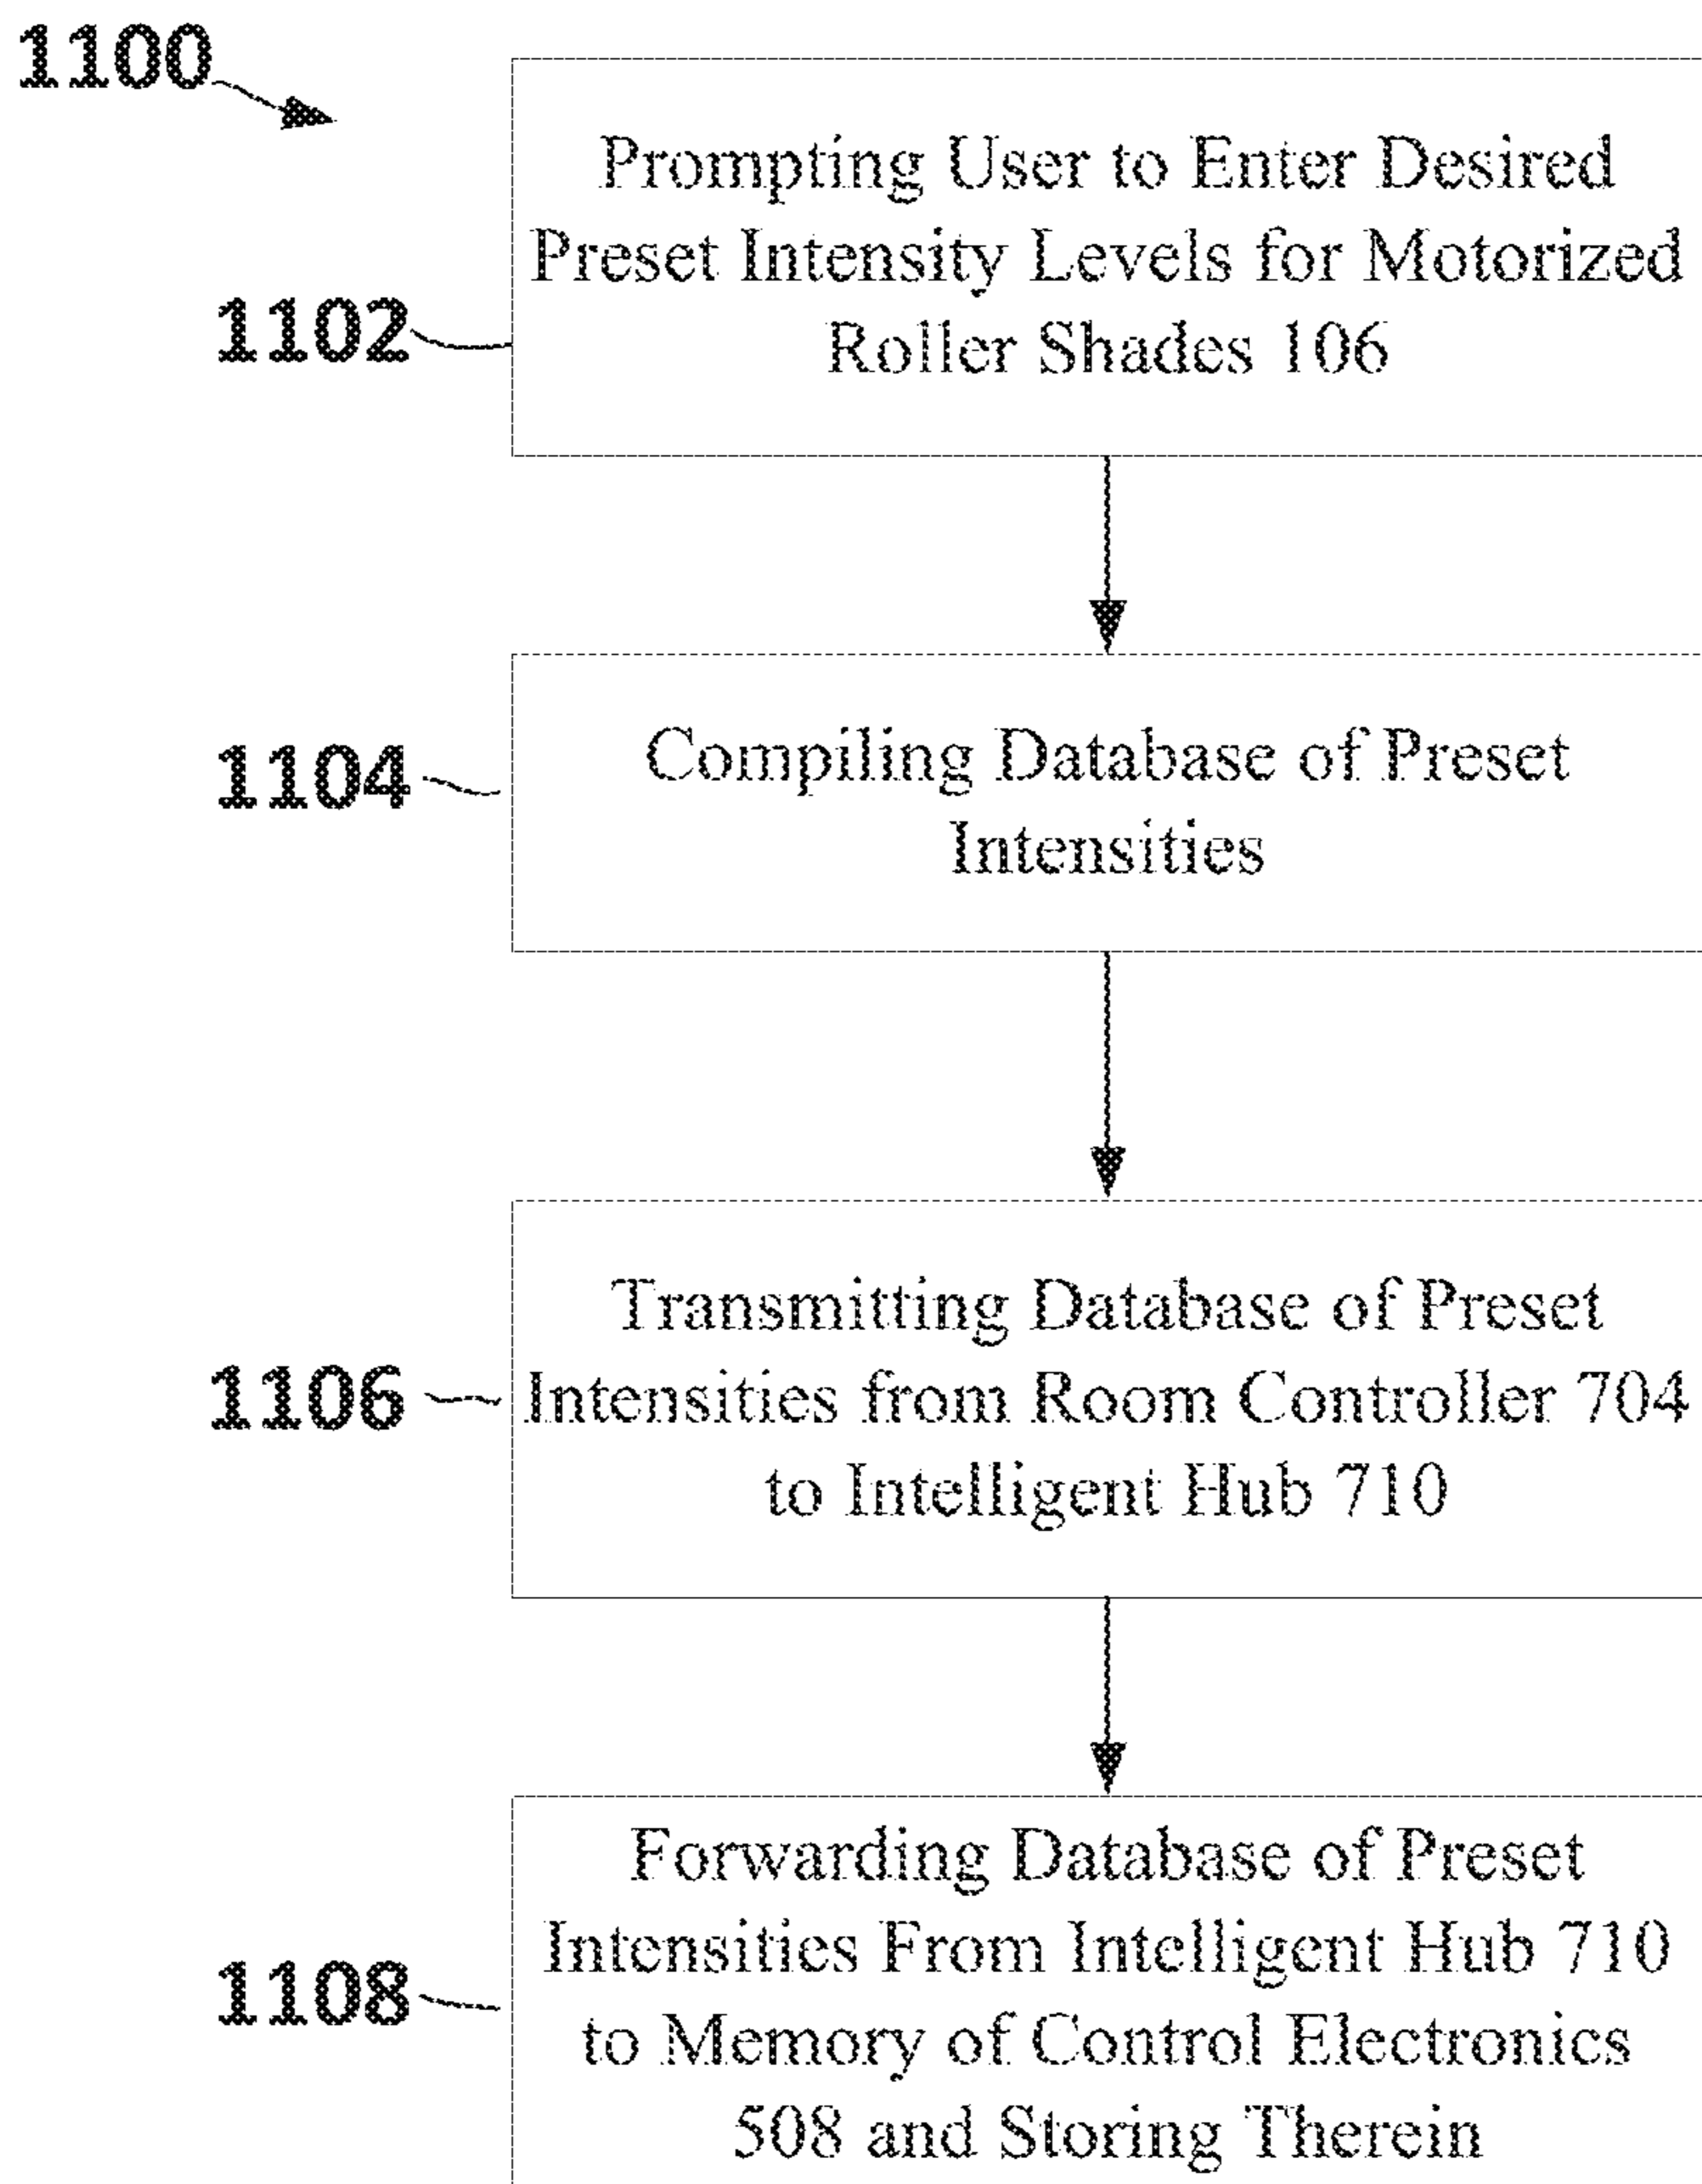 1100
Prompting User to Enter Desired
Preset Intensity Levels for Motorized
Roller Shades 106
1102
Compiling Database of Preset
Intensities
1104
Transmitting Database of Preset
Intensities from Room Controller 704
to Intelligent Hub 710
1106
Forwarding Database of Preset
Intensities From Intelligent Hub 710
to Memory of Control Electronics
508 and Storing Therein
1108